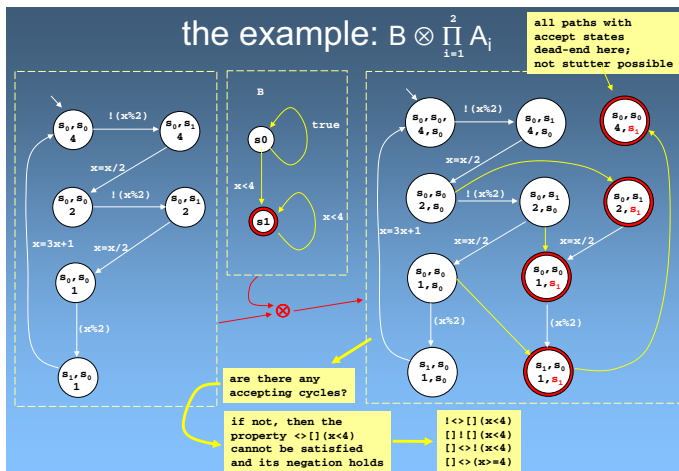 the example: B ⊗ ∏ Aᵢ
2
i=1
all paths with
accept states
dead-end here;
not stutter possible
s₀,s₀
4
!(x%2)
s₀,s₁
4
x=x/2
s₀,s₀
2
!(x%2)
s₀,s₁
2
x=3x+1
x=x/2
s₀,s₀
1
(x%2)
s₁,s₀
1
B
s0
true
x<4
s1
x<4
⊗
s₀,s₀,
4,s₀
!(x%2)
s₀,s₁
4,s₀
s₀,s₀
4,s₁
x=x/2
s₀,s₀
2,s₀
!(x%2)
s₀,s₁
2,s₀
s₀,s₁
2,s₁
x=3x+1
x=x/2
x=x/2
s₀,s₀
1,s₀
s₀,s₀
1,s₁
(x%2)
(x%2)
s₁,s₀
1,s₀
s₁,s₀
1,s₁
are there any
accepting cycles?
if not, then the
property <>[](x<4)
cannot be satisfied
and its negation holds
!<>[](x<4)
[]![](x<4)
[]<>!(x<4)
[]<>(x>=4)